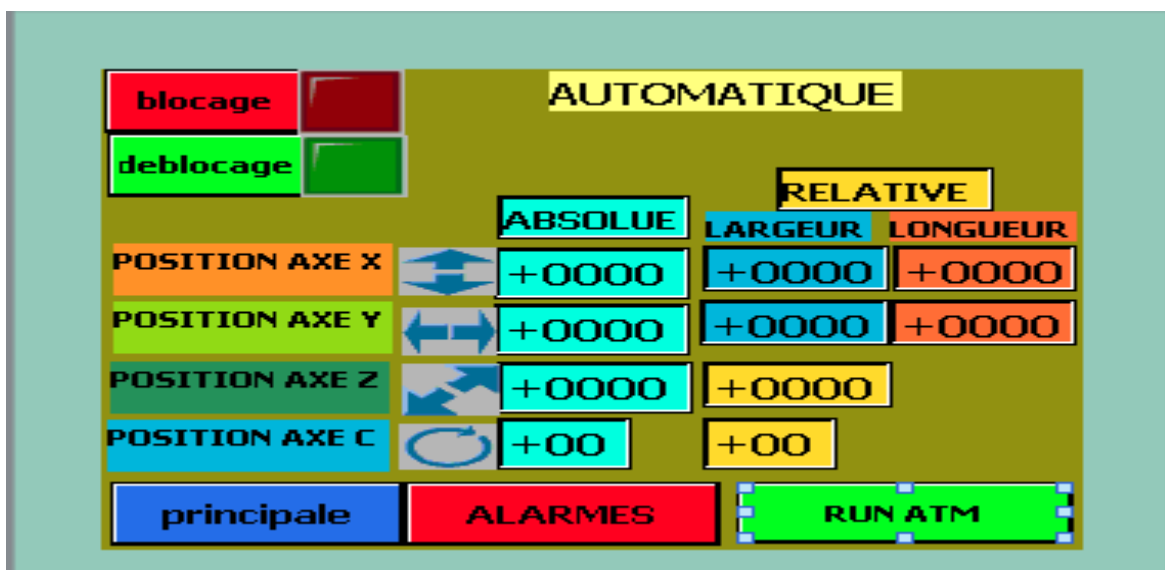 blocage
AUTOMATIQUE
deblocage
RELATIVE
ABSOLUE
LARGEUR LONGUEUR
POSITION AXE X +0000 +0000 +0000
POSITION AXE Y +0000 +0000 +0000
POSITION AXE Z +0000 +0000
POSITION AXE C +00 +00
principale ALARMES RUN ATM